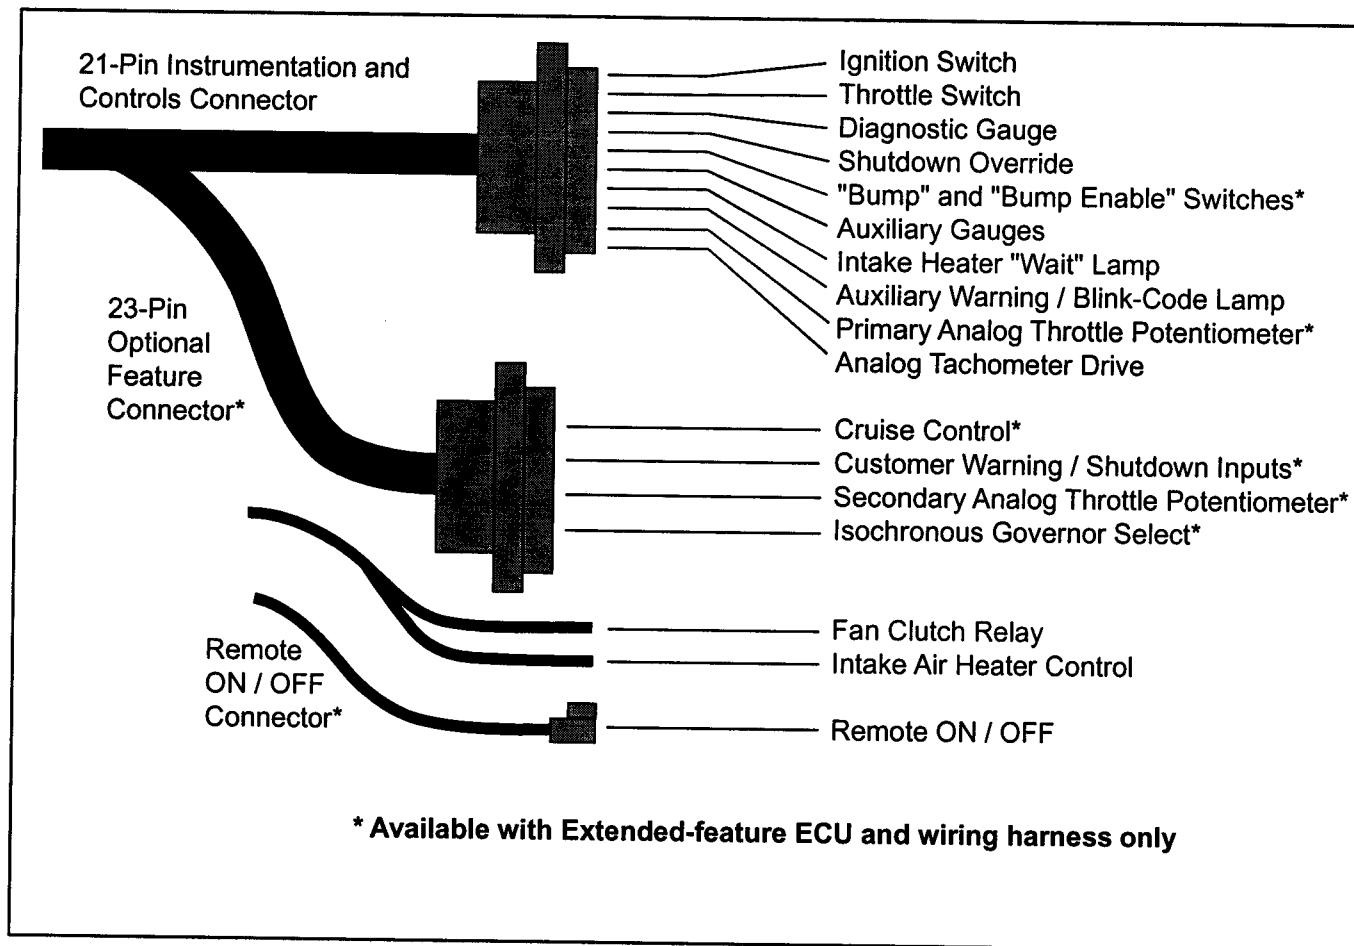 21-Pin Instrumentation and
Controls Connector
Ignition Switch
Throttle Switch
Diagnostic Gauge
Shutdown Override
"Bump" and "Bump Enable" Switches*
Auxiliary Gauges
Intake Heater "Wait" Lamp
Auxiliary Warning / Blink-Code Lamp
Primary Analog Throttle Potentiometer*
Analog Tachometer Drive
23-Pin
Optional
Feature
Connector*
Cruise Control*
Customer Warning / Shutdown Inputs*
Secondary Analog Throttle Potentiometer*
Isochronous Governor Select*
Fan Clutch Relay
Intake Air Heater Control
Remote
ON / OFF
Connector*
Remote ON / OFF
* Available with Extended-feature ECU and wiring harness only